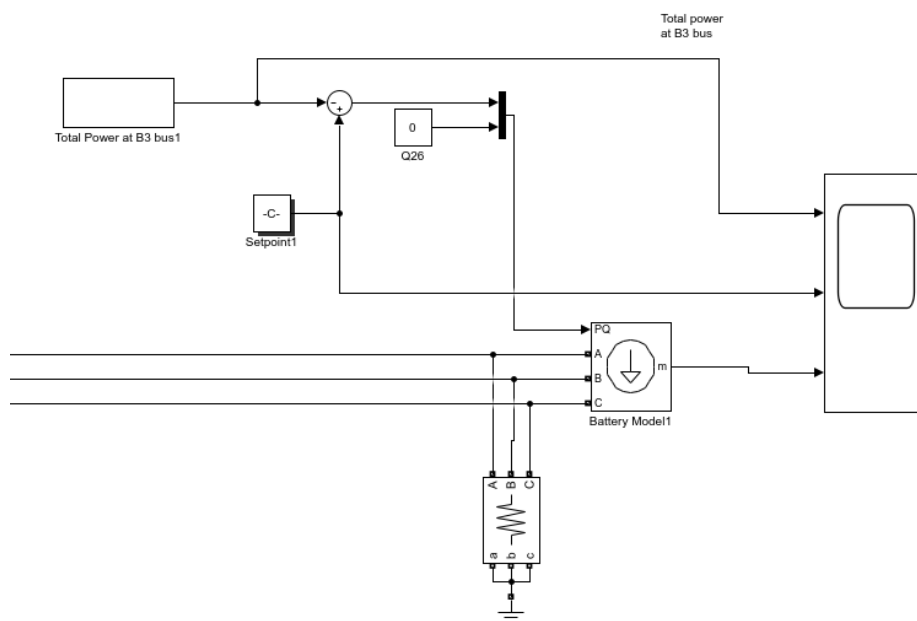 Total power
at B3 bus
Total Power at B3 bus1
-
+
0
Q26
-C-
Setpoint1
PQ
A
B
C
m
Battery Model1
A B C
a b c